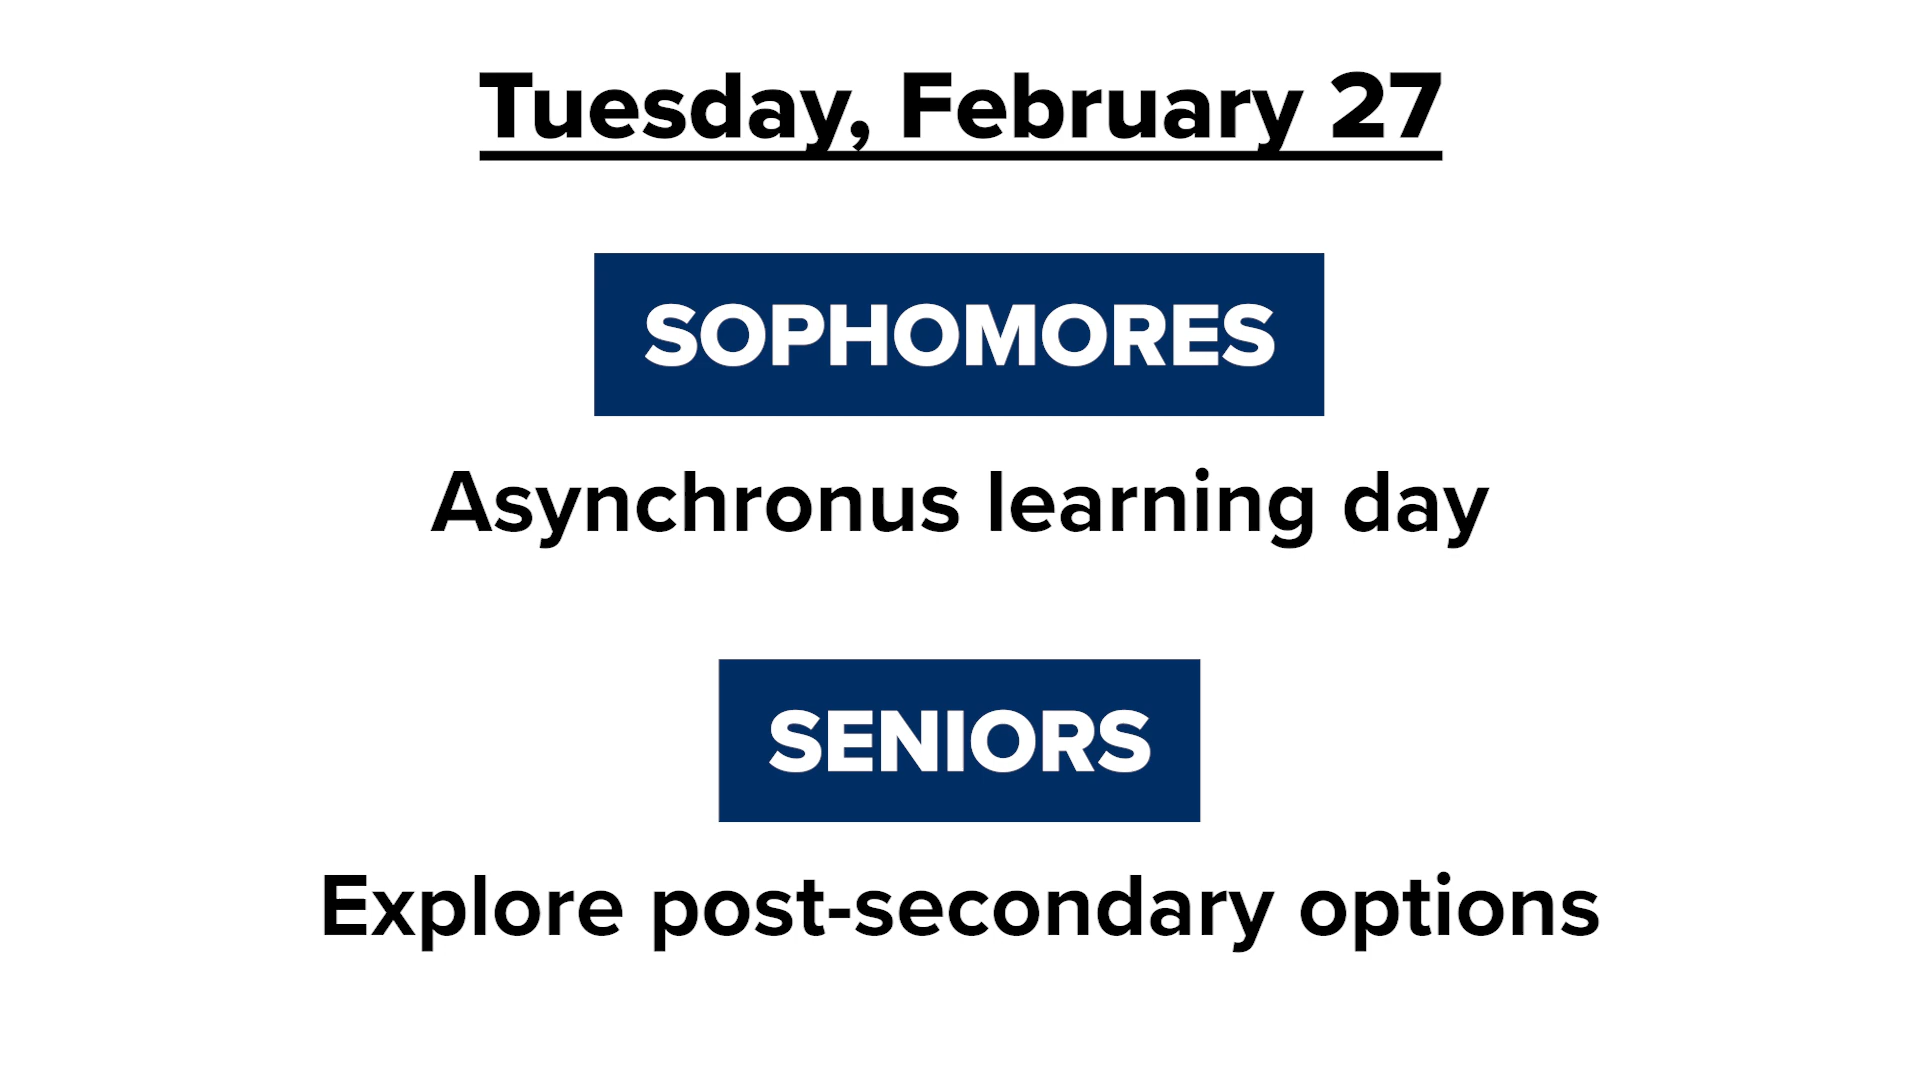 Tuesday, February 27
SOPHOMORES
Asynchronus learning day
SENIORS
Explore post-secondary options